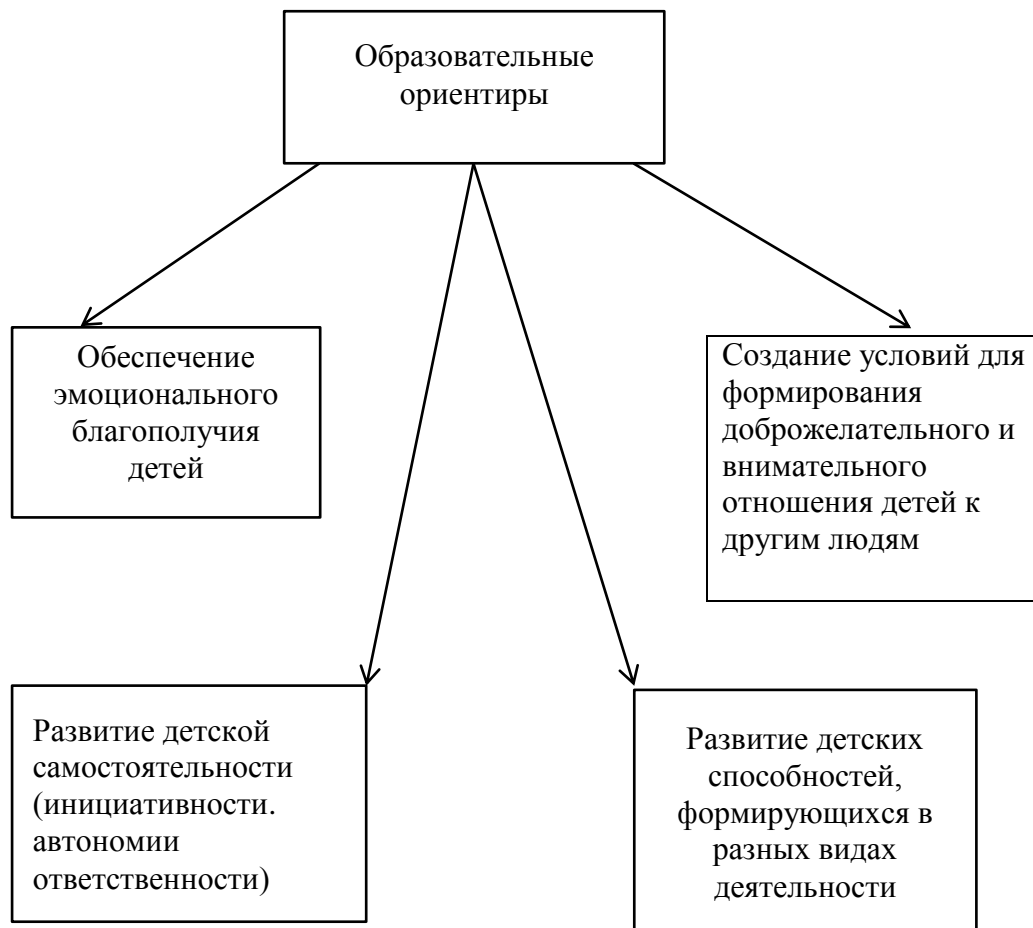 Образовательные
ориентиры
Обеспечение
эмоционального
благополучия
детей
Создание условий для
формирования
доброжелательного и
внимательного
отношения детей к
другим людям
Развитие детской
самостоятельности
(инициативности.
автономии
ответственности)
Развитие детских
способностей,
формирующихся в
разных видах
деятельности